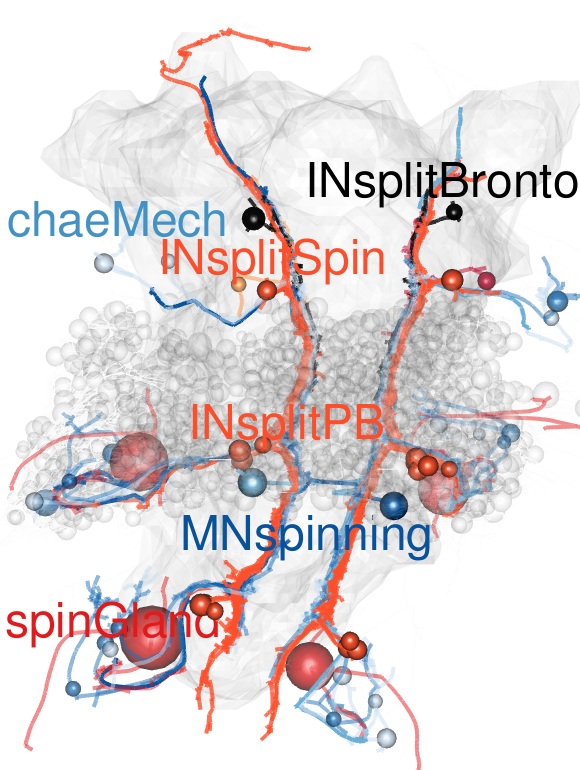 INsplitBronto
chaeMech
INsplitSpin
INsplitPB
MNspinning
spinGland